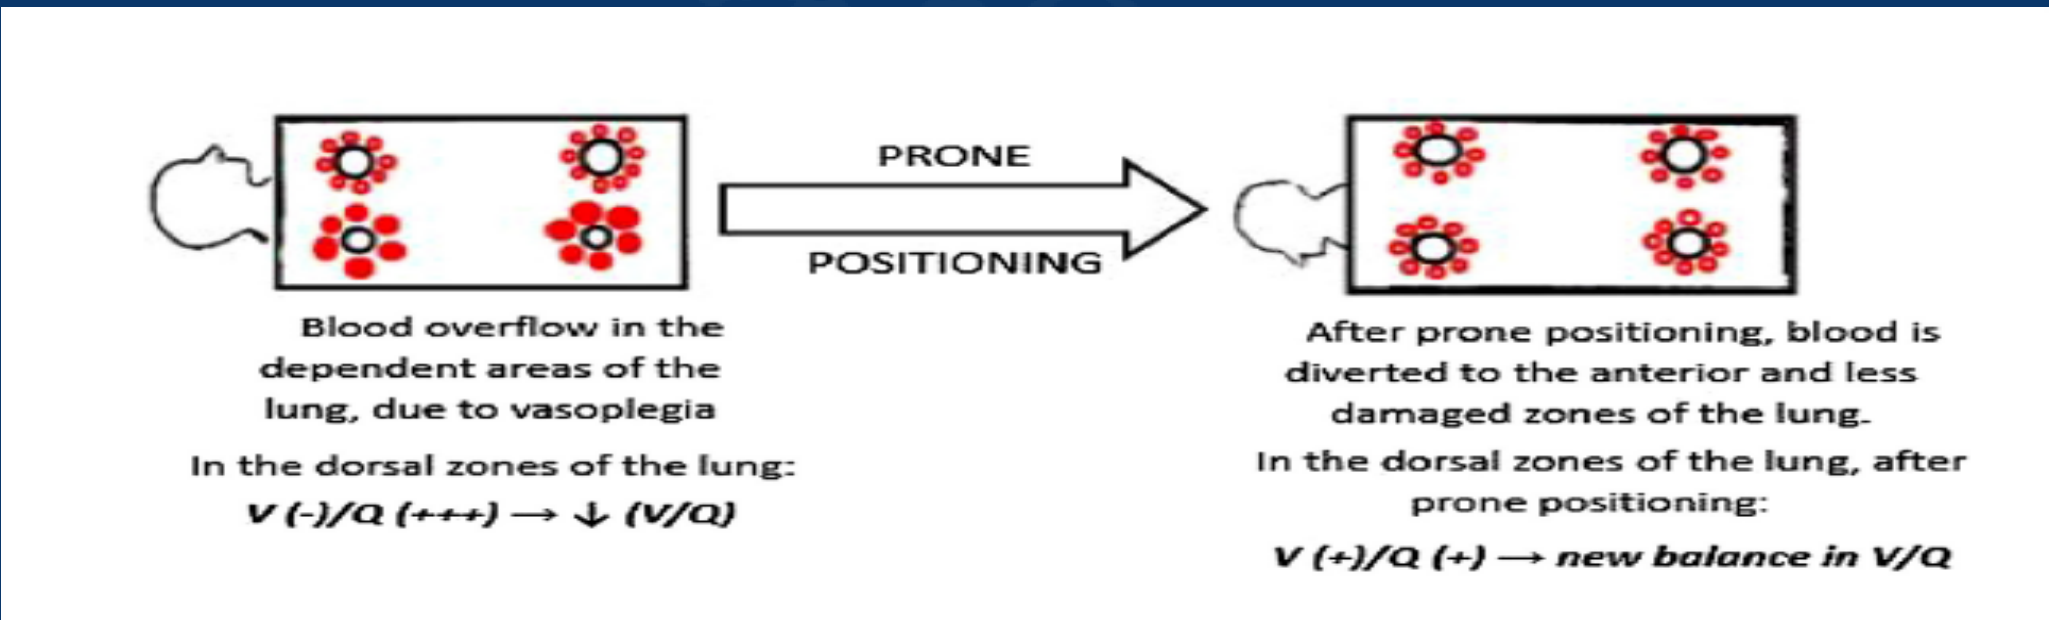 PRONE
POSITIONING
Blood overflow in the
dependent areas of the
lung, due to vasoplegia
In the dorsal zones of the lung:
V (-)/Q (+++) → ↓ (V/Q)
After prone positioning, blood is
diverted to the anterior and less
damaged zones of the lung.
In the dorsal zones of the lung, after
prone positioning:
V (+)/Q (+) → new balance in V/Q